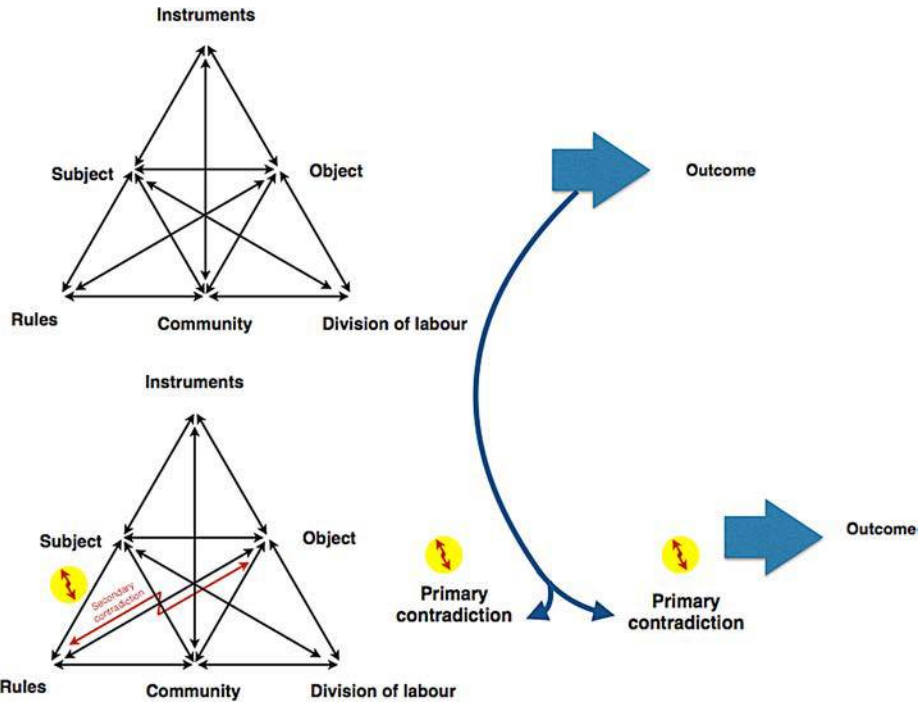 Instruments
Subject
Object
Outcome
Rules
Community
Division of labour
Instruments
Subject
Object
Outcome
Secondary
contradiction
Primary
contradiction
Primary
contradiction
Rules
Community
Division of labour